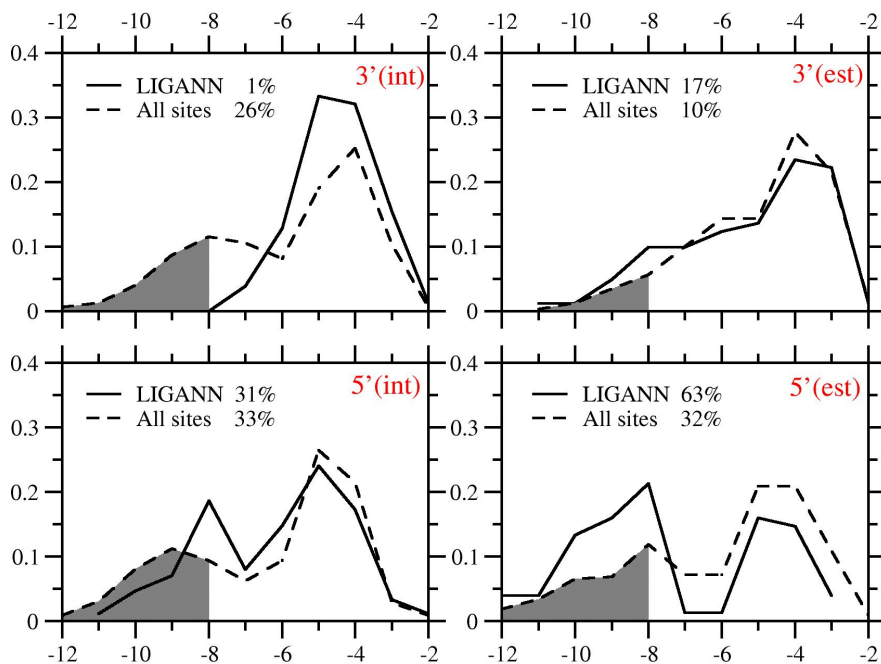 -12 -10 -8 -6 -4 -2 -12 -10 -8 -6 -4 -2
0.4 0.4
LIGANN 1% 3’(int) LIGANN 17% 3’(est)
All sites 26% All sites 10%
0.3 0.3
0.2 0.2
0.1 0.1
0 0
0.4 0.4
LIGANN 31% 5’(int) LIGANN 63% 5’(est)
All sites 33% All sites 32%
0.3 0.3
0.2 0.2
0.1 0.1
0 0
-12 -10 -8 -6 -4 -2 -12 -10 -8 -6 -4 -2